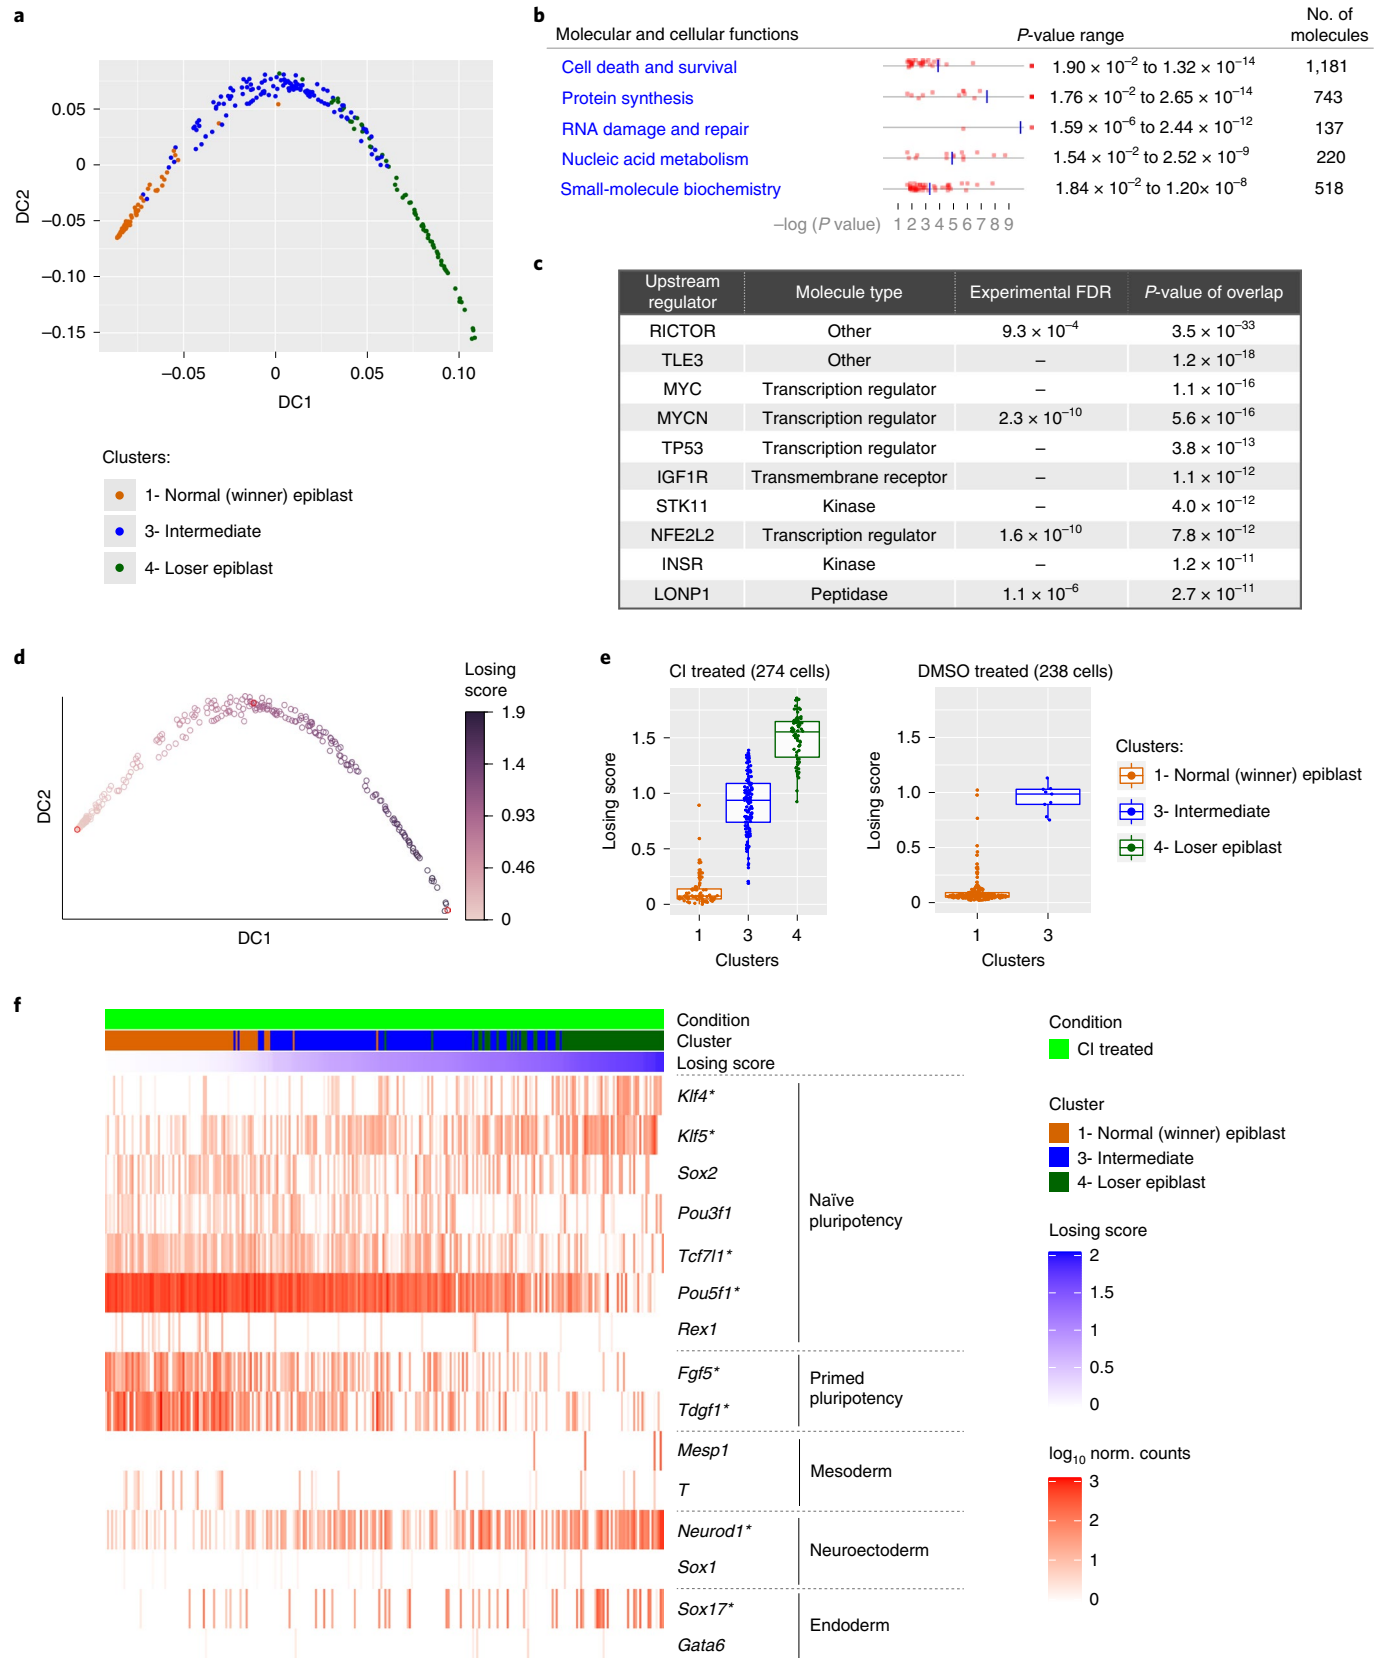 a
0.05
0
−0.05
−0.10
−0.15
DC2
−0.05 0 0.05 0.10
DC1
Clusters:
1- Normal (winner) epiblast
3- Intermediate
4- Loser epiblast
b
Molecular and cellular functions P-value range No. of molecules
Cell death and survival 1.90 × 10⁻² to 1.32 × 10⁻¹⁴ 1,181
Protein synthesis 1.76 × 10⁻² to 2.65 × 10⁻¹⁴ 743
RNA damage and repair 1.59 × 10⁻⁶ to 2.44 × 10⁻¹² 137
Nucleic acid metabolism 1.54 × 10⁻² to 2.52 × 10⁻⁹ 220
Small-molecule biochemistry 1.84 × 10⁻² to 1.20× 10⁻⁸ 518
−log (P value) 1 2 3 4 5 6 7 8 9
c
Upstream regulator Molecule type Experimental FDR P-value of overlap
RICTOR Other 9.3 × 10⁻⁴ 3.5 × 10⁻³³
TLE3 Other – 1.2 × 10⁻¹⁸
MYC Transcription regulator – 1.1 × 10⁻¹⁶
MYCN Transcription regulator 2.3 × 10⁻¹⁰ 5.6 × 10⁻¹⁶
TP53 Transcription regulator – 3.8 × 10⁻¹³
IGF1R Transmembrane receptor – 1.1 × 10⁻¹²
STK11 Kinase – 4.0 × 10⁻¹²
NFE2L2 Transcription regulator 1.6 × 10⁻¹⁰ 7.8 × 10⁻¹²
INSR Kinase – 1.2 × 10⁻¹¹
LONP1 Peptidase 1.1 × 10⁻⁶ 2.7 × 10⁻¹¹
d
DC2
DC1
Losing
score
1.9
1.4
0.93
0.46
0
e
CI treated (274 cells)
Losing score
1.5
1.0
0.5
0
1 3 4
Clusters
DMSO treated (238 cells)
Losing score
1.5
1.0
0.5
0
1 3
Clusters
Clusters:
1- Normal (winner) epiblast
3- Intermediate
4- Loser epiblast
f
Condition
Cluster
Losing score
Klf4*
Klf5*
Sox2
Pou3f1
Tcf7l1*
Pou5f1*
Rex1
Naïve
pluripotency
Fgf5*
Tdgf1*
Primed
pluripotency
Mesp1
T
Mesoderm
Neurod1*
Sox1
Neuroectoderm
Sox17*
Gata6
Endoderm
Condition
CI treated
Cluster
1- Normal (winner) epiblast
3- Intermediate
4- Loser epiblast
Losing score
2
1.5
1
0.5
0
log₁₀ norm. counts
3
2
1
0